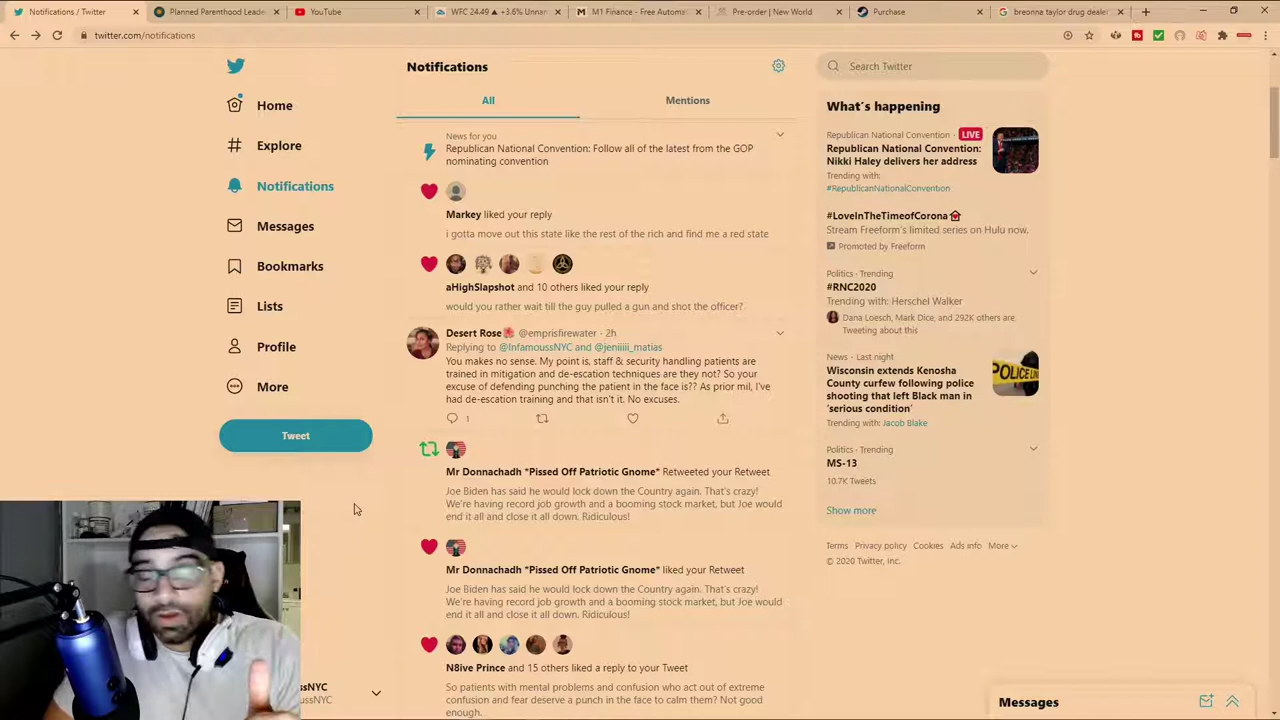 Notifications / Twitter
Planned Parenthood Leade
YouTube
WFC 24.49 ▲ +3.6% Unnar
M1 Finance - Free Automat
Pre-order | New World
Purchase
breonna taylor drug dealer
twitter.com/notifications
Home
Explore
Notifications
Messages
Bookmarks
Lists
Profile
More
Tweet
ssNYC
ussNYC
Notifications
All
Mentions
News for you
Republican National Convention: Follow all of the latest from the GOP
nominating convention
Markey liked your reply
i gotta move out this state like the rest of the rich and find me a red state
aHighSlapshot and 10 others liked your reply
would you rather wait till the guy pulled a gun and shot the officer?
Desert Rose🌺 @emprisfirewater · 2h
Replying to @InfamoussNYC and @jeniiiii_matias
You makes no sense. My point is, staff & security handling patients are
trained in mitigation and de-escation techniques are they not? So your
excuse of defending punching the patient in the face is?? As prior mil, I've
had de-escation training and that isn't it. No excuses.
1
Mr Donnachadh "Pissed Off Patriotic Gnome" Retweeted your Retweet
Joe Biden has said he would lock down the Country again. That's crazy!
We're having record job growth and a booming stock market, but Joe would
end it all and close it all down. Ridiculous!
Mr Donnachadh "Pissed Off Patriotic Gnome" liked your Retweet
Joe Biden has said he would lock down the Country again. That's crazy!
We're having record job growth and a booming stock market, but Joe would
end it all and close it all down. Ridiculous!
N8ive Prince and 15 others liked a reply to your Tweet
So patients with mental problems and confusion who act out of extreme
confusion and fear deserve a punch in the face to calm them? Not good
enough.
Search Twitter
What's happening
Republican National Convention · LIVE
Republican National Convention:
Nikki Haley delivers her address
Trending with:
#RepublicanNationalConvention
#LoveInTheTimeofCorona
Stream Freeform's limited series on Hulu now.
Promoted by Freeform
Politics · Trending
#RNC2020
Trending with: Herschel Walker
Dana Loesch, Mark Dice, and 292K others are
Tweeting about this
News · Last night
Wisconsin extends Kenosha
County curfew following police
shooting that left Black man in
'serious condition'
Trending with: Jacob Blake
POLICE LIN
Politics · Trending
MS-13
10.7K Tweets
Show more
Terms Privacy policy Cookies Ads info More
© 2020 Twitter, Inc.
Messages